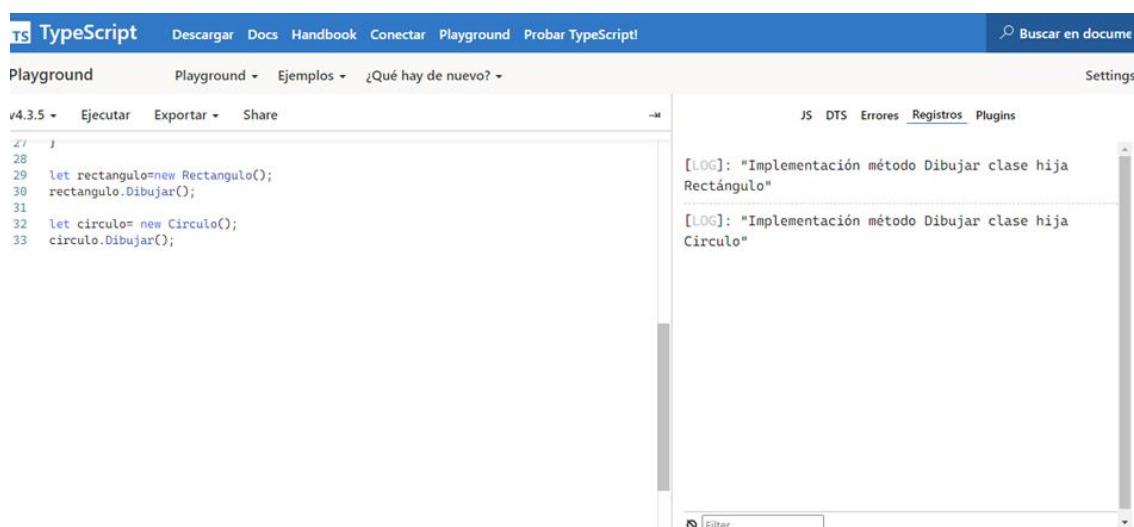 TS TypeScript Descargar Docs Handbook Conectar Playground Probar TypeScript! Buscar en docume
Playground Playground Ejemplos ¿Qué hay de nuevo? Settings
v4.3.5 Ejecutar Exportar Share JS DTS Errores Registros Plugins
27 }
28
29 let rectangulo=new Rectangulo();
30 rectangulo.Dibujar();
31
32 let circulo= new Circulo();
33 circulo.Dibujar();
[LOG]: "Implementación método Dibujar clase hija
Rectángulo"
[LOG]: "Implementación método Dibujar clase hija
Circulo"
Filter